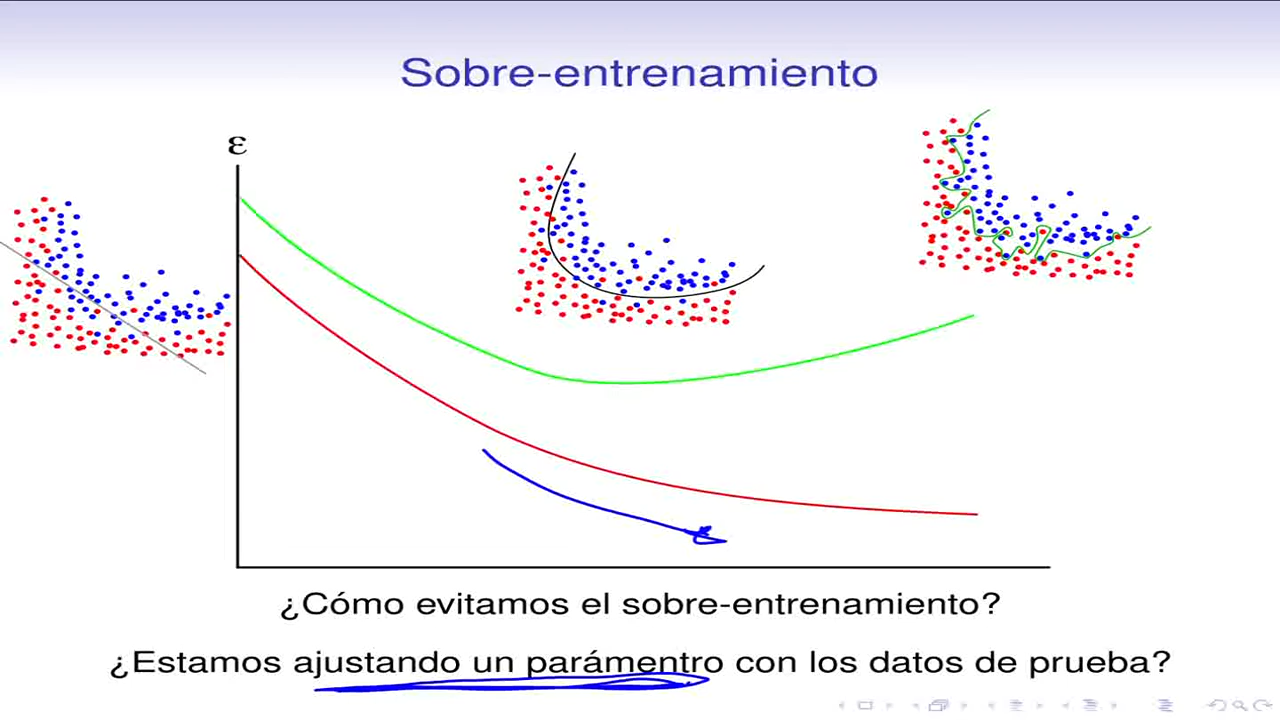 Sobre-entrenamiento
ε
¿Cómo evitamos el sobre-entrenamiento?
¿Estamos ajustando un parámentro con los datos de prueba?